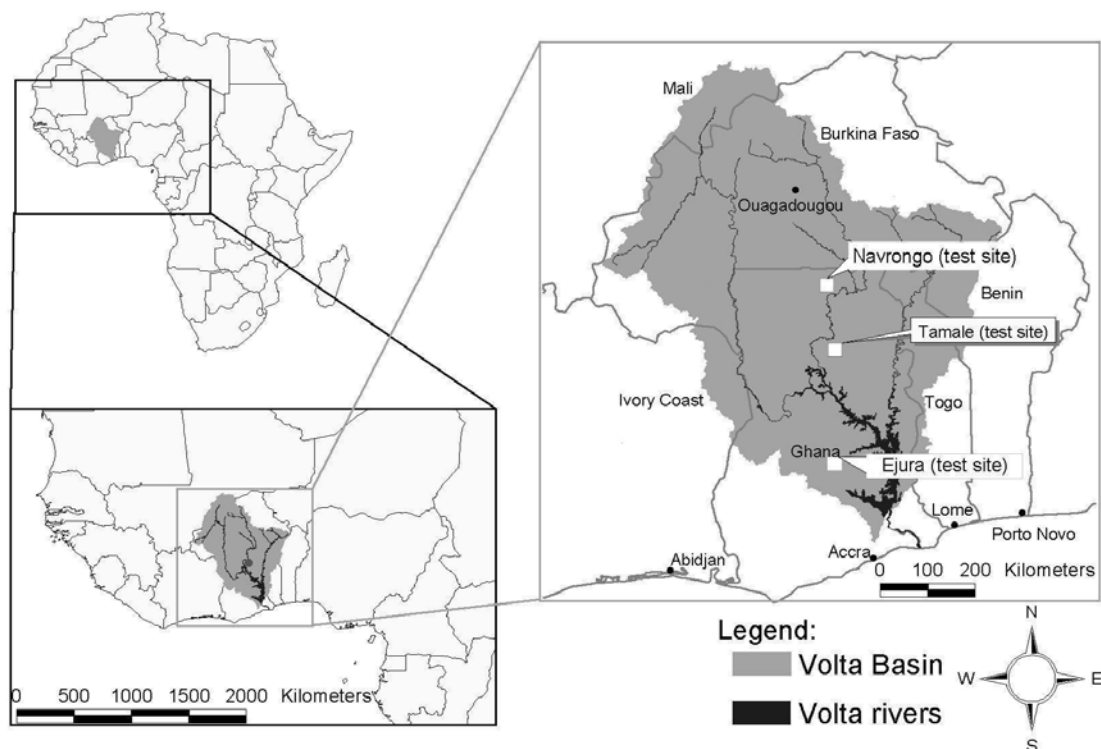 Mali
Burkina Faso
Ouagadougou
Navrongo (test site)
Benin
Tamale (test site)
Ivory Coast
Togo
Ghana
Ejura (test site)
Lome
Porto Novo
Accra
Abidjan
0 100 200 Kilometers
0 500 1000 1500 2000 Kilometers
Legend:
Volta Basin
Volta rivers
N
W E
S